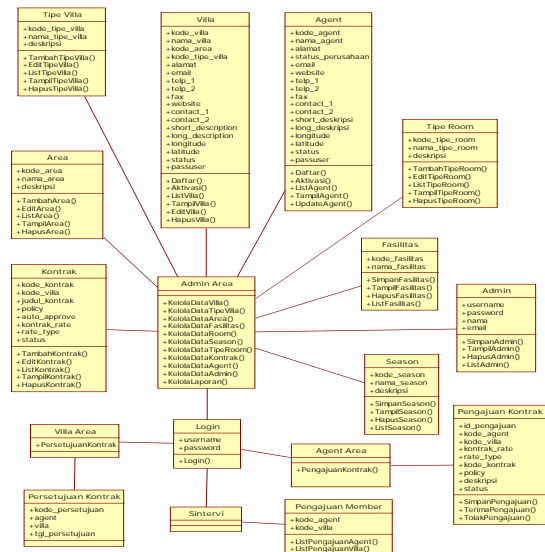 Tipe Villa
+kode_tipe_villa
+nama_tipe_villa
+deskripsi
+TambahTipeVilla()
+EditTipeVilla()
+ListTipeVilla()
+TampilTipeVilla()
+HapusTipeVilla()
Villa
+kode_villa
+nama_villa
+kode_area
+kode_tipe_villa
+alamat
+email
+telp_1
+telp_2
+fax
+website
+contact_1
+contact_2
+short_description
+long_description
+longitude
+latitude
+status
+passuser
+Daftar()
+Aktivasi()
+ListVilla()
+TampilVilla()
+EditVilla()
+HapusVilla()
Agent
+kode_agent
+nama_agent
+alamat
+status_perusahaan
+email
+website
+telp_1
+telp_2
+fax
+contact_1
+contact_2
+short_deskripsi
+long_deskripsi
+longitude
+latitude
+status
+passuser
+Daftar()
+Aktivasi()
+ListAgent()
+TampilAgent()
+UpdateAgent()
Tipe Room
+kode_tipe_room
+nama_tipe_room
+deskripsi
+TambahTipeRoom()
+EditTipeRoom()
+ListTipeRoom()
+TampilTipeRoom()
+HapusTipeRoom()
Area
+kode_area
+nama_area
+deskripsi
+TambahArea()
+EditArea()
+ListArea()
+TampilArea()
+HapusArea()
Fasilitas
+kode_fasilitas
+nama_fasilitas
+SimpanFasilitas()
+TampilFasilitas()
+HapusFasilitas()
+ListFasilitas()
Kontrak
+kode_kontrak
+kode_villa
+judul_kontrak
+policy
+auto_approve
+kontrak_rate
+rate_type
+status
+TambahKontrak()
+EditKontrak()
+ListKontrak()
+TampilKontrak()
+HapusKontrak()
Admin Area
+KelolaDataVilla()
+KelolaDataTipeVilla()
+KelolaDataArea()
+KelolaDataFasilitas()
+KelolaDataRoom()
+KelolaDataSeason()
+KelolaDataTipeRoom()
+KelolaDataKontrak()
+KelolaDataAgent()
+KelolaDataAdmin()
+KelolaLaporan()
Admin
+username
+password
+nama
+email
+SimpanAdmin()
+TampilAdmin()
+HapusAdmin()
+ListAdmin()
Season
+kode_season
+nama_season
+deskripsi
+SimpanSeason()
+TampilSeason()
+HapusSeason()
+ListSeason()
Villa Area
+PersetujuanKontrak
Login
+username
+password
+Login()
Agent Area
+PengajuanKontrak()
Pengajuan Kontrak
+id_pengajuan
+kode_agent
+kode_villa
+kontrak_rate
+rate_type
+kode_kontrak
+policy
+deskripsi
+status
+SimpanPengajuan()
+TerimaPengajuan()
+TolakPengajuan()
Persetujuan Kontrak
+kode_persetujuan
+agent
+villa
+tgl_persetujuan
Sintervi
Pengajuan Member
+kode_agent
+kode_villa
+ListPengajuanAgent()
+ListPengajuanVilla()